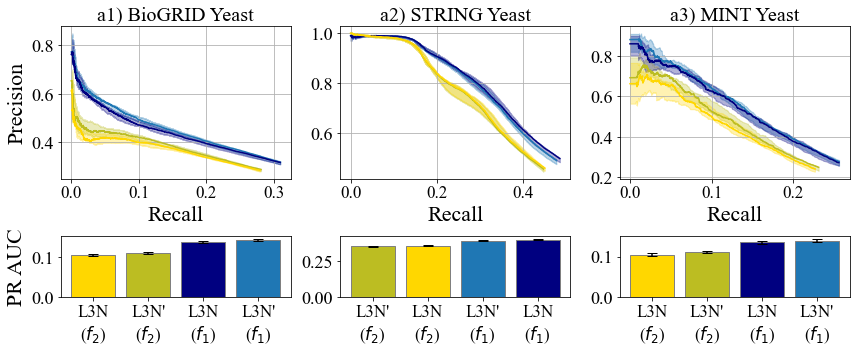 a1) BioGRID Yeast
a2) STRING Yeast
a3) MINT Yeast
Precision
0.8
0.6
0.4
0.0
0.1
0.2
0.3
Recall
1.0
0.8
0.6
0.0
0.2
0.4
Recall
0.8
0.6
0.4
0.2
0.0
0.1
0.2
Recall
PR AUC
0.1
0.0
L3N
(f₂)
L3N'
(f₂)
L3N
(f₁)
L3N'
(f₁)
0.25
0.00
L3N'
(f₂)
L3N
(f₂)
L3N'
(f₁)
L3N
(f₁)
0.1
0.0
L3N
(f₂)
L3N'
(f₂)
L3N
(f₁)
L3N'
(f₁)